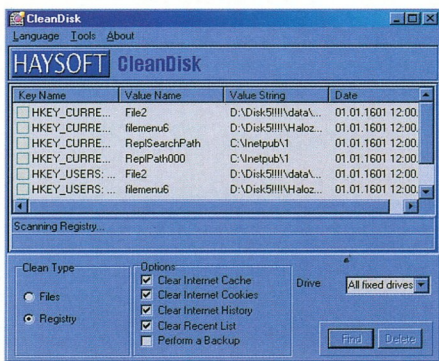 CleanDisk
Language Tools About
HAYSOFT CleanDisk
Key Name Value Name Value String Date
HKEY_CURRE... File2 D:\Disk5!!!!\data\... 01.01.1601 12:00.
HKEY_CURRE... filemenu6 D:\Disk5!!!!\Haloz... 01.01.1601 12:00.
HKEY_CURRE... ReplSearchPath C:\Inetpub\1 01.01.1601 12:00.
HKEY_CURRE... ReplPath000 C:\Inetpub\1 01.01.1601 12:00.
HKEY_USERS: ... File2 D:\Disk5!!!!\data\... 01.01.1601 12:00.
HKEY_USERS: ... filemenu6 D:\Disk5!!!!\Haloz... 01.01.1601 12:00.
Scanning Registry...
Clean Type
Files
Registry
Options
Clear Internet Cache
Clear Internet Cookies
Clear Internet History
Clear Recent List
Perform a Backup
Drive All fixed drives
Find Delete